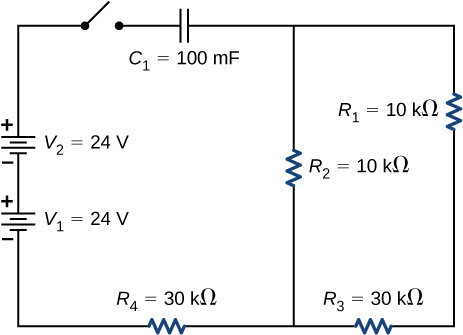 C₁ = 100 mF
R₁ = 10 kΩ
+
V₂ = 24 V
−
R₂ = 10 kΩ
+
V₁ = 24 V
−
R₄ = 30 kΩ
R₃ = 30 kΩ